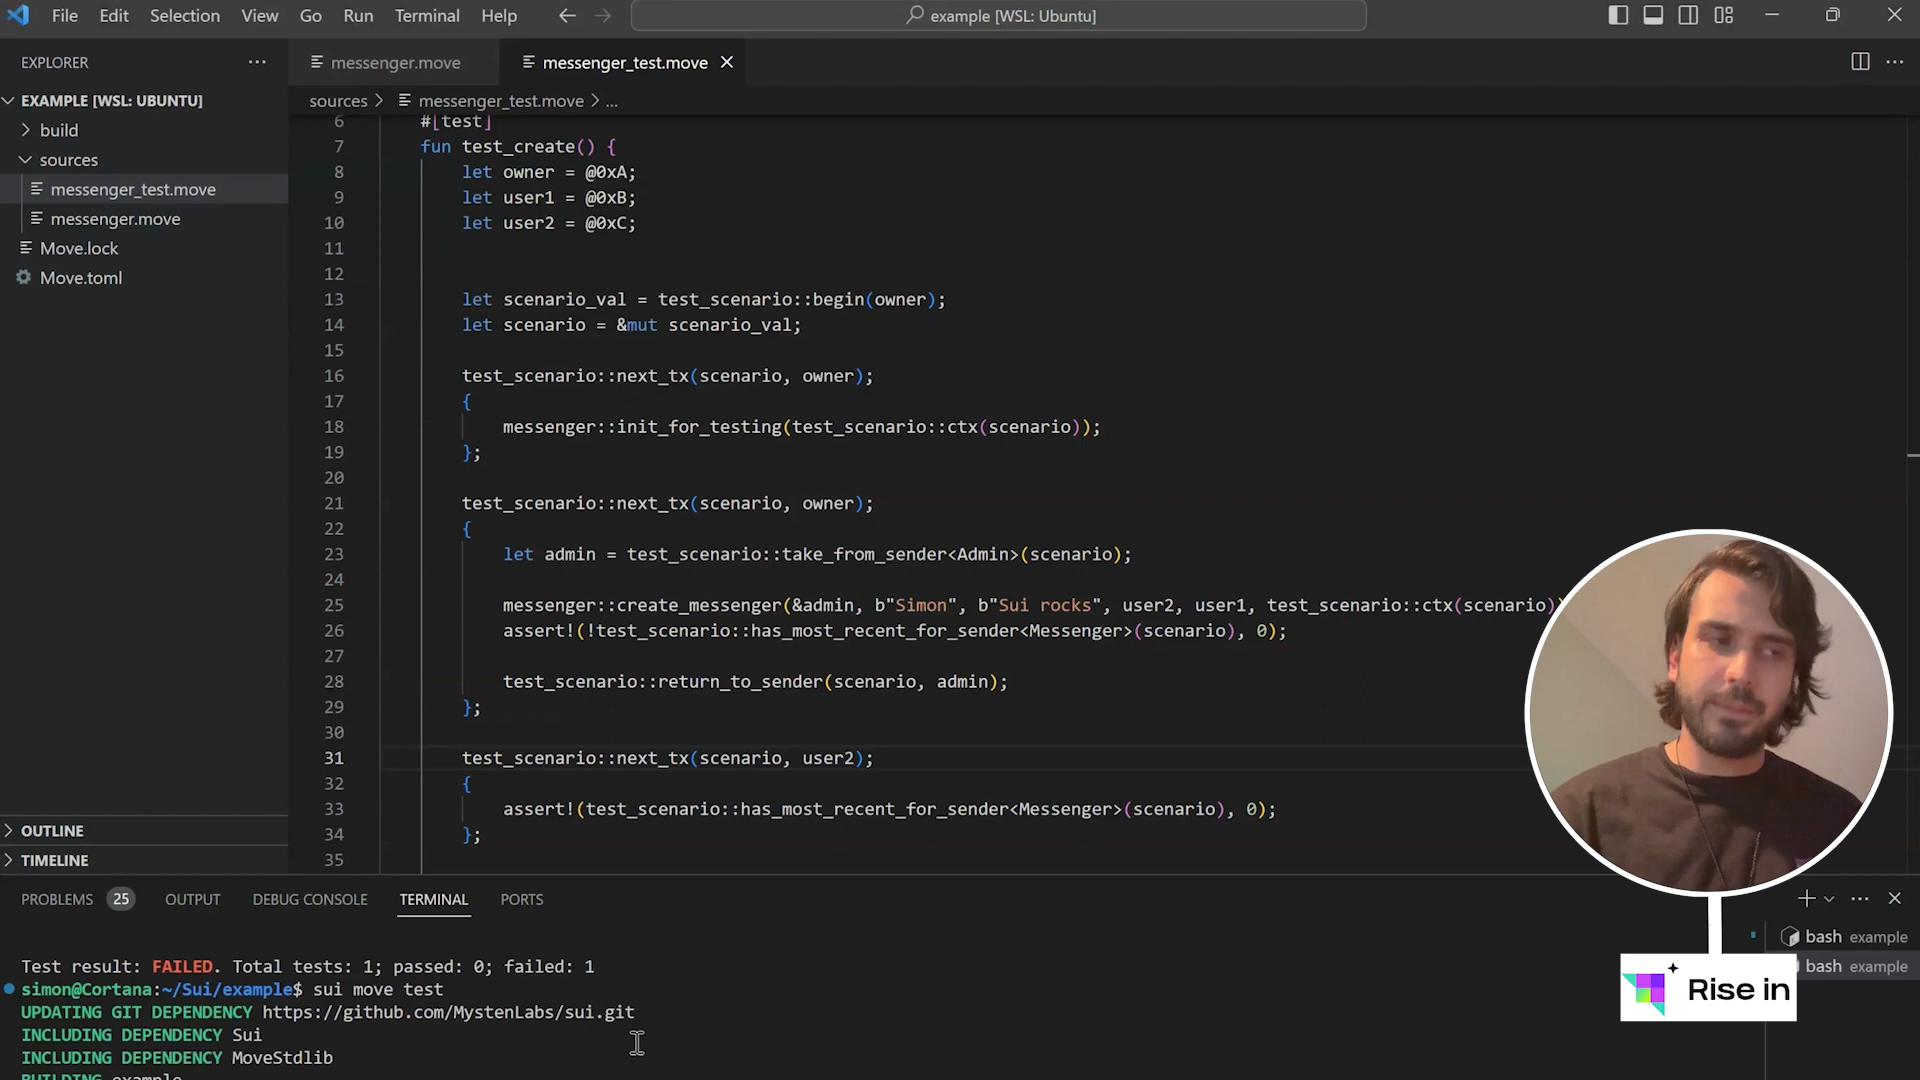 File Edit Selection View Go Run Terminal Help
example [WSL: Ubuntu]
EXPLORER
messenger.move
messenger_test.move
EXAMPLE [WSL: UBUNTU]
build
sources
messenger_test.move
messenger.move
Move.lock
Move.toml
OUTLINE
TIMELINE
sources > messenger_test.move > ...
6 #[test]
7 fun test_create() {
8 let owner = @0xA;
9 let user1 = @0xB;
10 let user2 = @0xC;
11
12
13 let scenario_val = test_scenario::begin(owner);
14 let scenario = &mut scenario_val;
15
16 test_scenario::next_tx(scenario, owner);
17 {
18 messenger::init_for_testing(test_scenario::ctx(scenario));
19 };
20
21 test_scenario::next_tx(scenario, owner);
22 {
23 let admin = test_scenario::take_from_sender<Admin>(scenario);
24
25 messenger::create_messenger(&admin, b"Simon", b"Sui rocks", user2, user1, test_scenario::ctx(scenario)
26 assert!(!test_scenario::has_most_recent_for_sender<Messenger>(scenario), 0);
27
28 test_scenario::return_to_sender(scenario, admin);
29 };
30
31 test_scenario::next_tx(scenario, user2);
32 {
33 assert!(test_scenario::has_most_recent_for_sender<Messenger>(scenario), 0);
34 };
35
PROBLEMS 25 OUTPUT DEBUG CONSOLE TERMINAL PORTS
Test result: FAILED. Total tests: 1; passed: 0; failed: 1
simon@Cortana:~/Sui/example$ sui move test
UPDATING GIT DEPENDENCY https://github.com/MystenLabs/sui.git
INCLUDING DEPENDENCY Sui
INCLUDING DEPENDENCY MoveStdlib
BUILDING example
bash example
bash example
Rise in